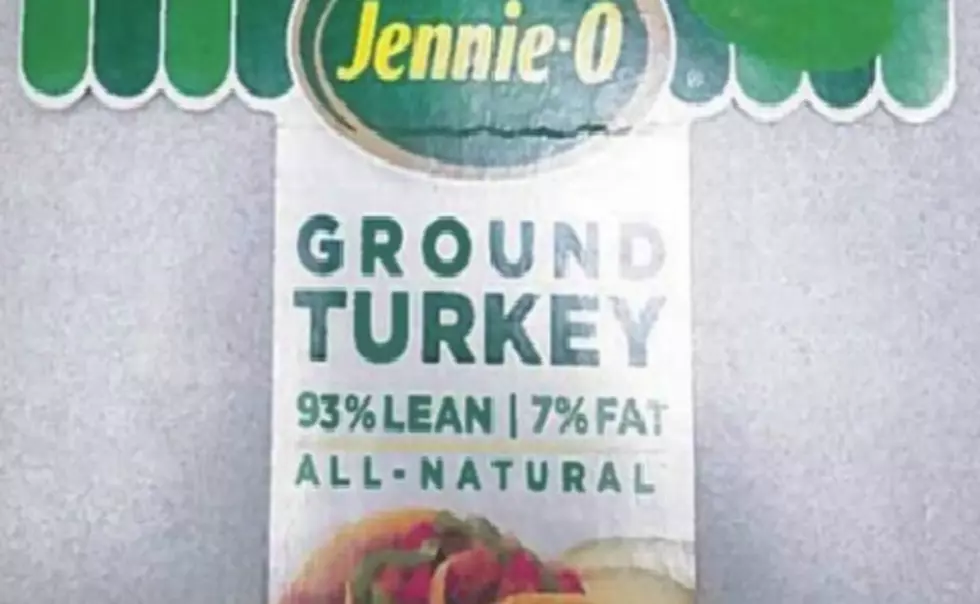 Jennie-O
®
GROUND
TURKEY
93% LEAN | 7% FAT
ALL-NATURAL